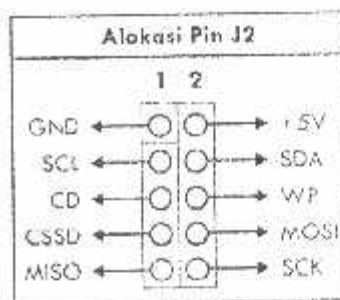 Alokasi Pin J2
1 2
GND +5V
SCL SDA
CD WP
CSSD MOSI
MISO SCK